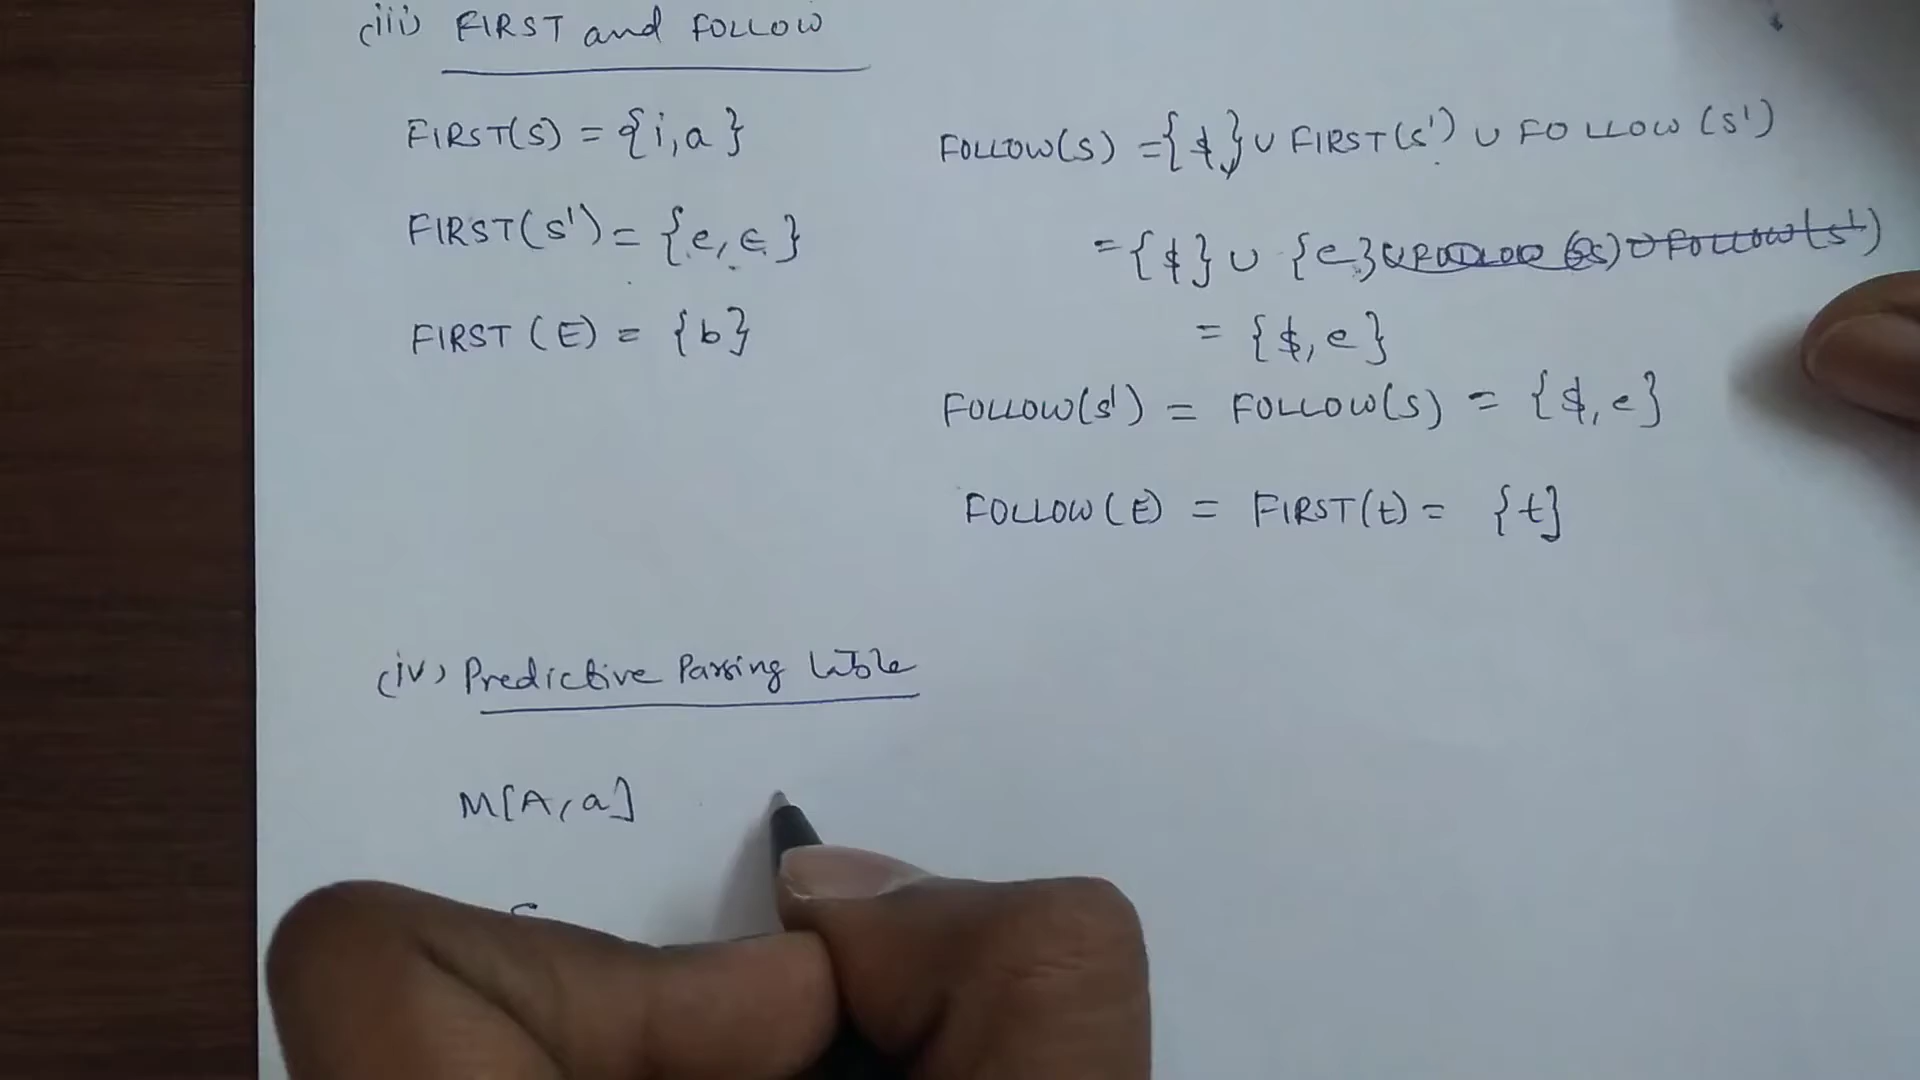 (iii) FIRST and FOLLOW
FIRST(S) = {i,a}
FIRST(S') = {e,ϵ}
FIRST (E) = {b}
FOLLOW(S) = {$} ∪ FIRST(S') ∪ FOLLOW (S')
= {$} ∪ {e}
= {$,e}
FOLLOW(S') = FOLLOW(S) = {$,e}
FOLLOW(E) = FIRST(t) = {t}
(iv) Predictive Parsing table
M[A,a]